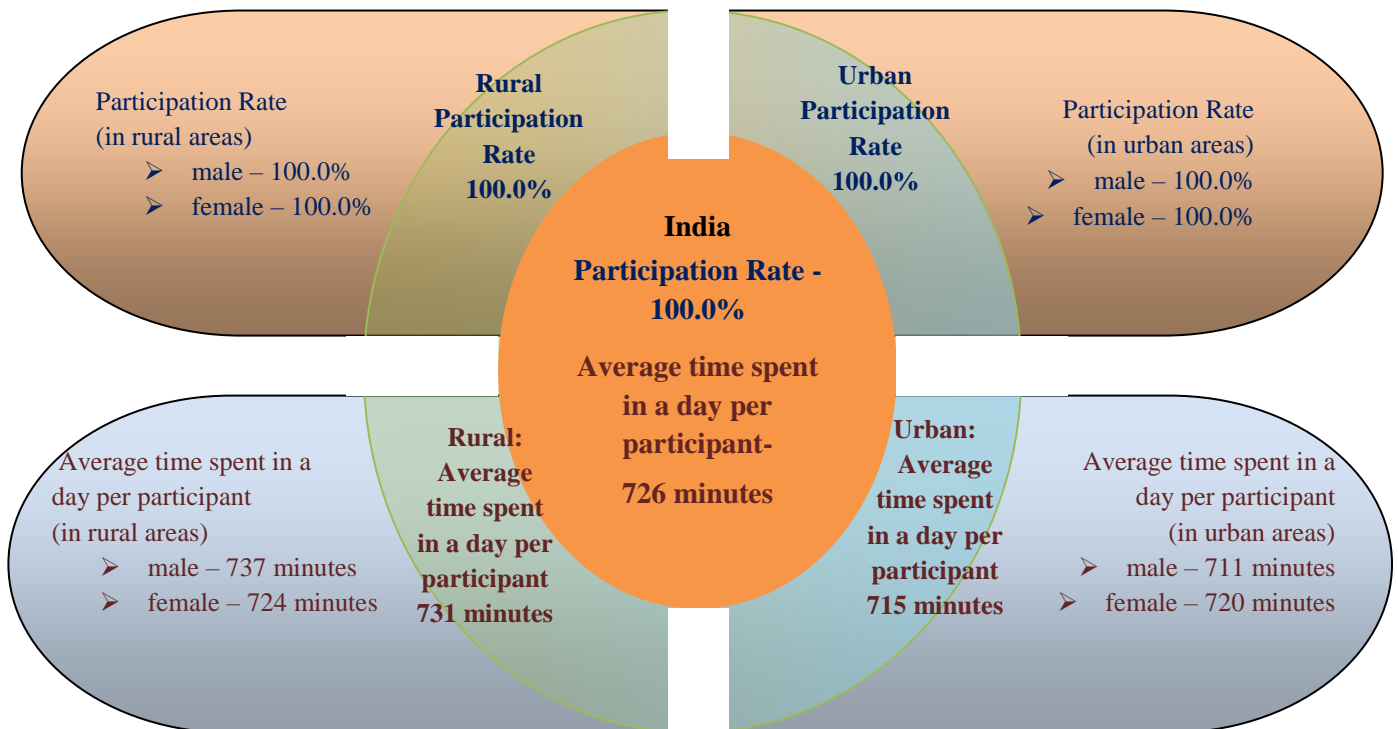 Participation Rate
(in rural areas)
➢ male – 100.0%
➢ female – 100.0%
Rural
Participation
Rate
100.0%
Urban
Participation
Rate
100.0%
Participation Rate
(in urban areas)
➢ male – 100.0%
➢ female – 100.0%
India
Participation Rate -
100.0%
Average time spent
in a day per
participant-
726 minutes
Average time spent in a
day per participant
(in rural areas)
➢ male – 737 minutes
➢ female – 724 minutes
Rural:
Average
time spent
in a day per
participant
731 minutes
Urban:
Average
time spent
in a day per
participant
715 minutes
Average time spent in a
day per participant
(in urban areas)
➢ male – 711 minutes
➢ female – 720 minutes